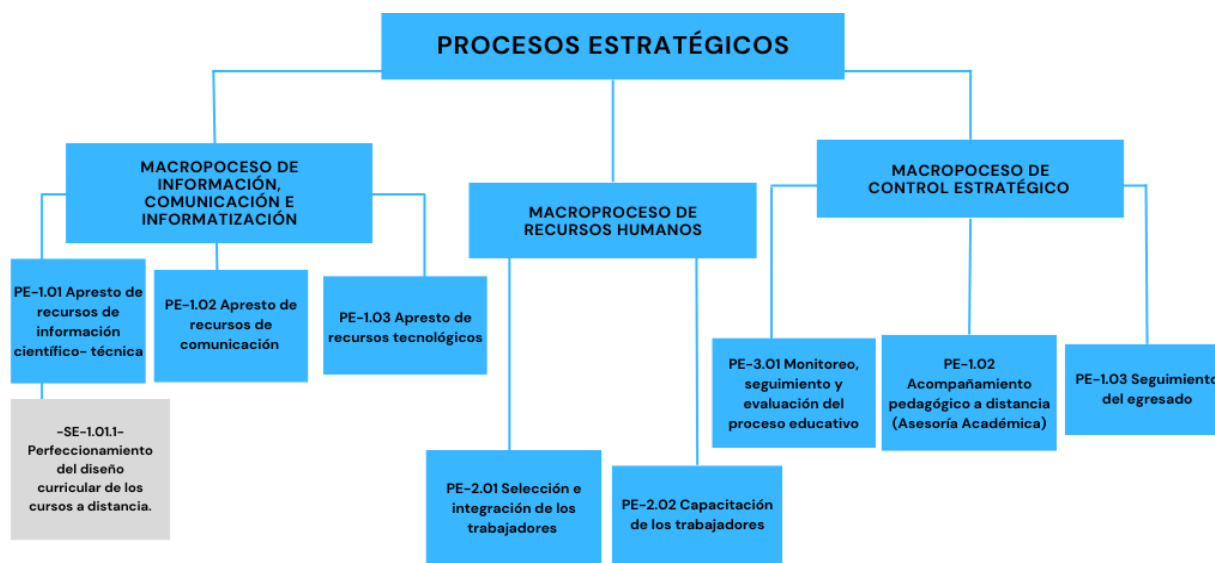 PROCESOS ESTRATÉGICOS
MACROPOCESO DE
INFORMACIÓN,
COMUNICACIÓN E
INFORMATIZACIÓN
MACROPROCESO DE
RECURSOS HUMANOS
MACROPOCESO DE
CONTROL ESTRATÉGICO
PE-1.01 Apresto de
recursos de
información
científico- técnica
PE-1.02 Apresto de
recursos de
comunicación
PE-1.03 Apresto de
recursos tecnológicos
-SE-1.01.1-
Perfeccionamiento
del diseño
curricular de los
cursos a distancia.
PE-2.01 Selección e
integración de los
trabajadores
PE-2.02 Capacitación
de los trabajadores
PE-3.01 Monitoreo,
seguimiento y
evaluación del
proceso educativo
PE-1.02
Acompañamiento
pedagógico a distancia
(Asesoría Académica)
PE-1.03 Seguimiento
del egresado